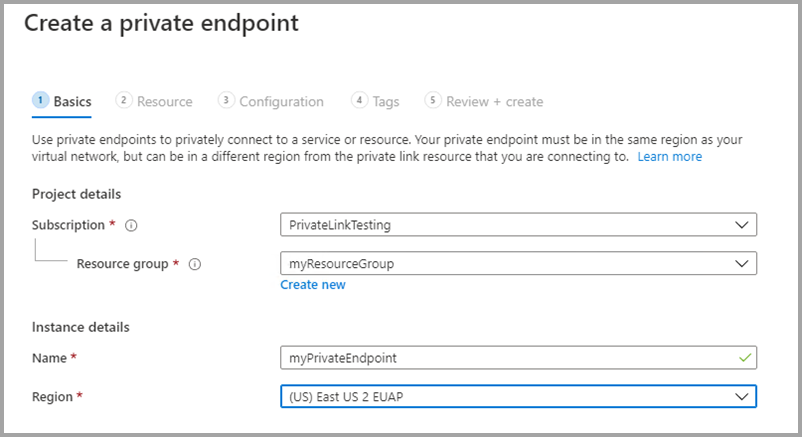 Create a private endpoint
1 Basics 2 Resource 3 Configuration 4 Tags 5 Review + create
Use private endpoints to privately connect to a service or resource. Your private endpoint must be in the same region as your
virtual network, but can be in a different region from the private link resource that you are connecting to. Learn more
Project details
Subscription * PrivateLinkTesting
Resource group * myResourceGroup
Create new
Instance details
Name * myPrivateEndpoint
Region * (US) East US 2 EUAP